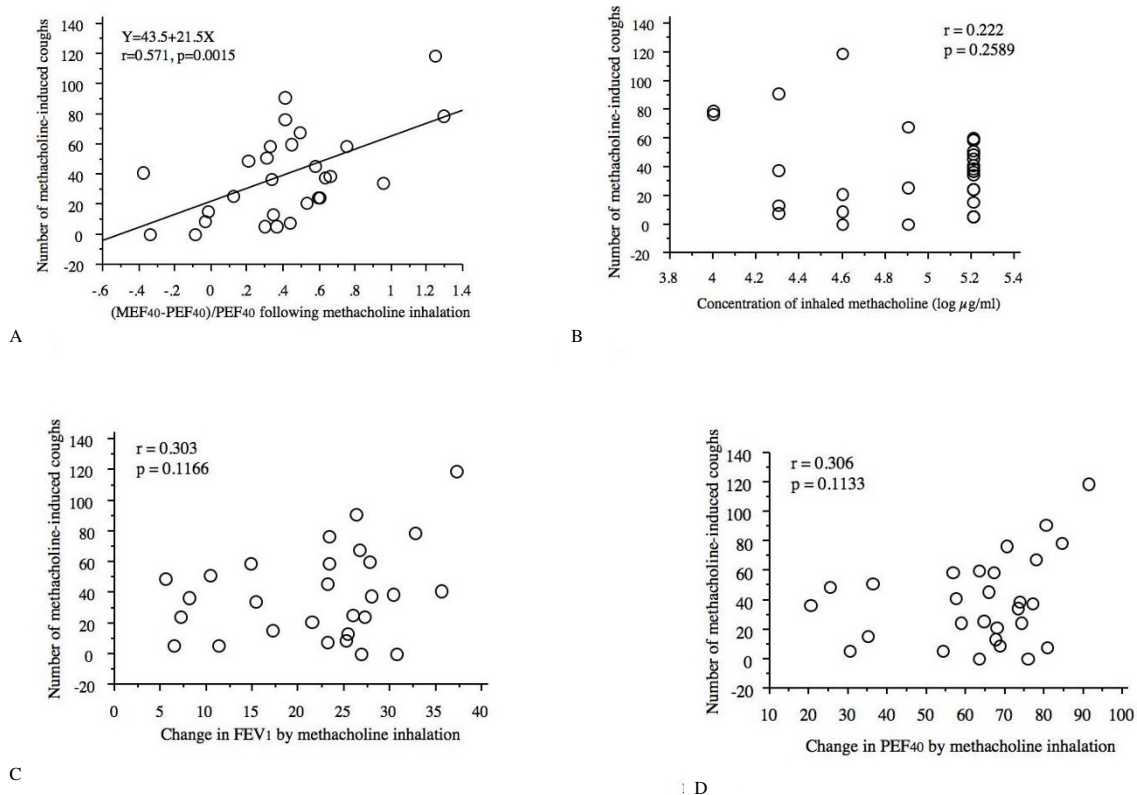 Number of methacholine-induced coughs
140
120
100
80
60
40
20
0
-20
Y=43.5+21.5X
r=0.571, p=0.0015
-.6 -.4 -.2 0 .2 .4 .6 .8 1 1.2 1.4
(MEF40-PEF40)/PEF40 following methacholine inhalation
A
Number of methacholine-induced coughs
140
120
100
80
60
40
20
0
-20
r = 0.222
p = 0.2589
3.8 4 4.2 4.4 4.6 4.8 5 5.2 5.4
Concentration of inhaled methacholine (log µg/ml)
B
Number of methacholine-induced coughs
140
120
100
80
60
40
20
0
-20
r = 0.303
p = 0.1166
0 5 10 15 20 25 30 35 40
Change in FEV1 by methacholine inhalation
C
Number of methacholine-induced coughs
140
120
100
80
60
40
20
0
-20
r = 0.306
p = 0.1133
10 20 30 40 50 60 70 80 90 100
Change in PEF40 by methacholine inhalation
D